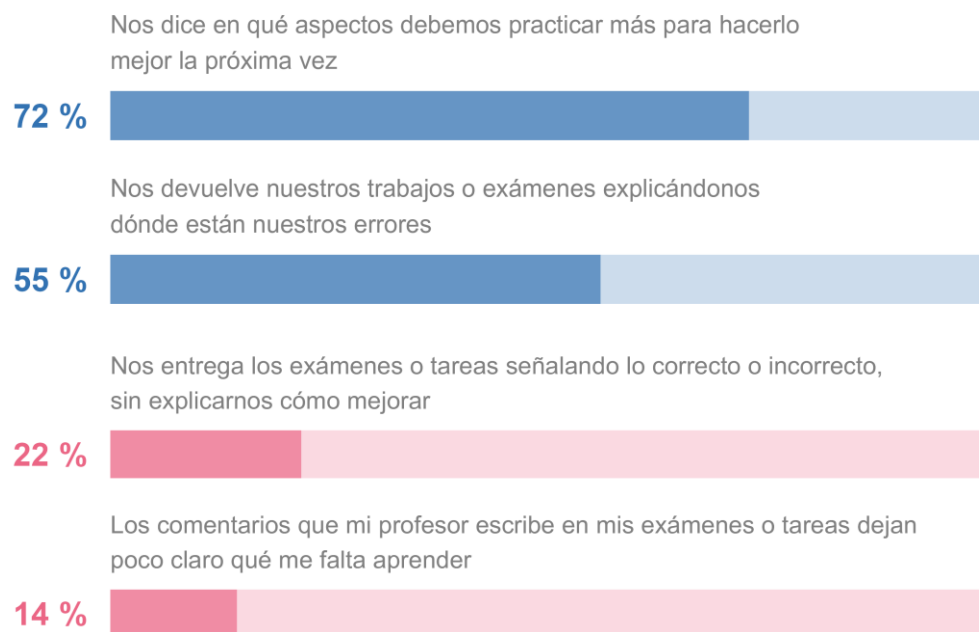 Nos dice en qué aspectos debemos practicar más para hacerlo
mejor la próxima vez
72 %
Nos devuelve nuestros trabajos o exámenes explicándonos
dónde están nuestros errores
55 %
Nos entrega los exámenes o tareas señalando lo correcto o incorrecto,
sin explicarnos cómo mejorar
22 %
Los comentarios que mi profesor escribe en mis exámenes o tareas dejan
poco claro qué me falta aprender
14 %